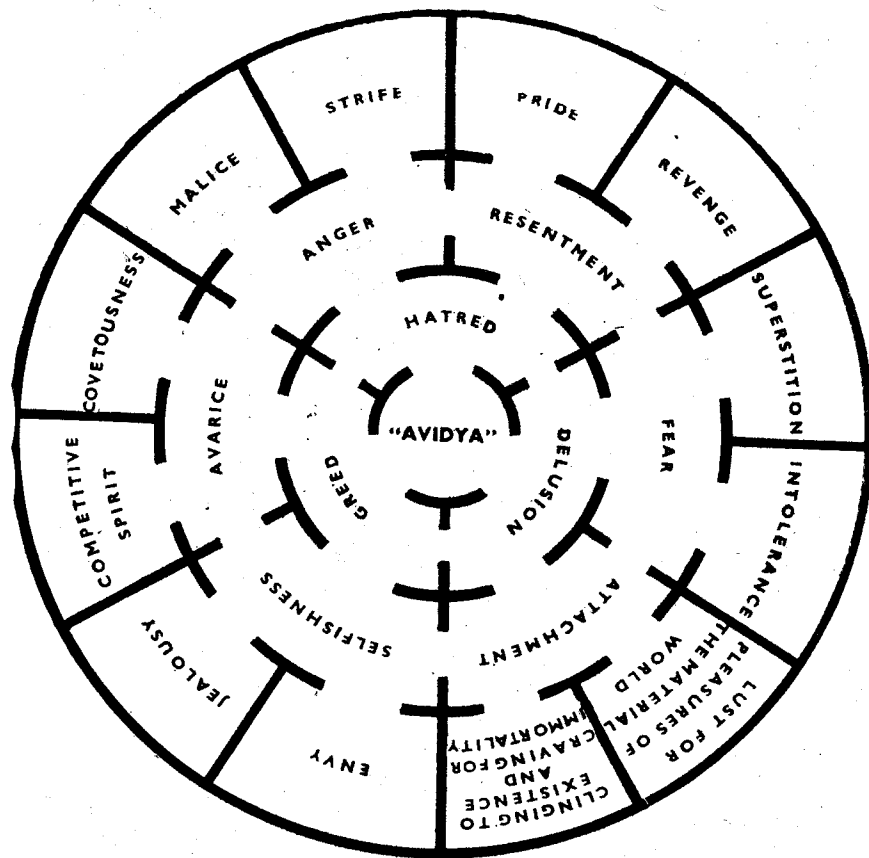 STRIFE
PRIDE
REVENGE
SUPERSTITION
INTOLERANCE
LUST FOR
PLEASURES OF
THE MATERIAL
WORLD
CLINGING TO
EXISTENCE
AND
CRAVING FOR
IMMORTALITY
ENVY
JEALOUSY
COMPETITIVE
SPIRIT
COVETOUSNESS
MALICE
ANGER
RESENTMENT
FEAR
ATTACHMENT
SELFISHNESS
AVARICE
HATRED
DELUSION
GREED
"AVIDYA"